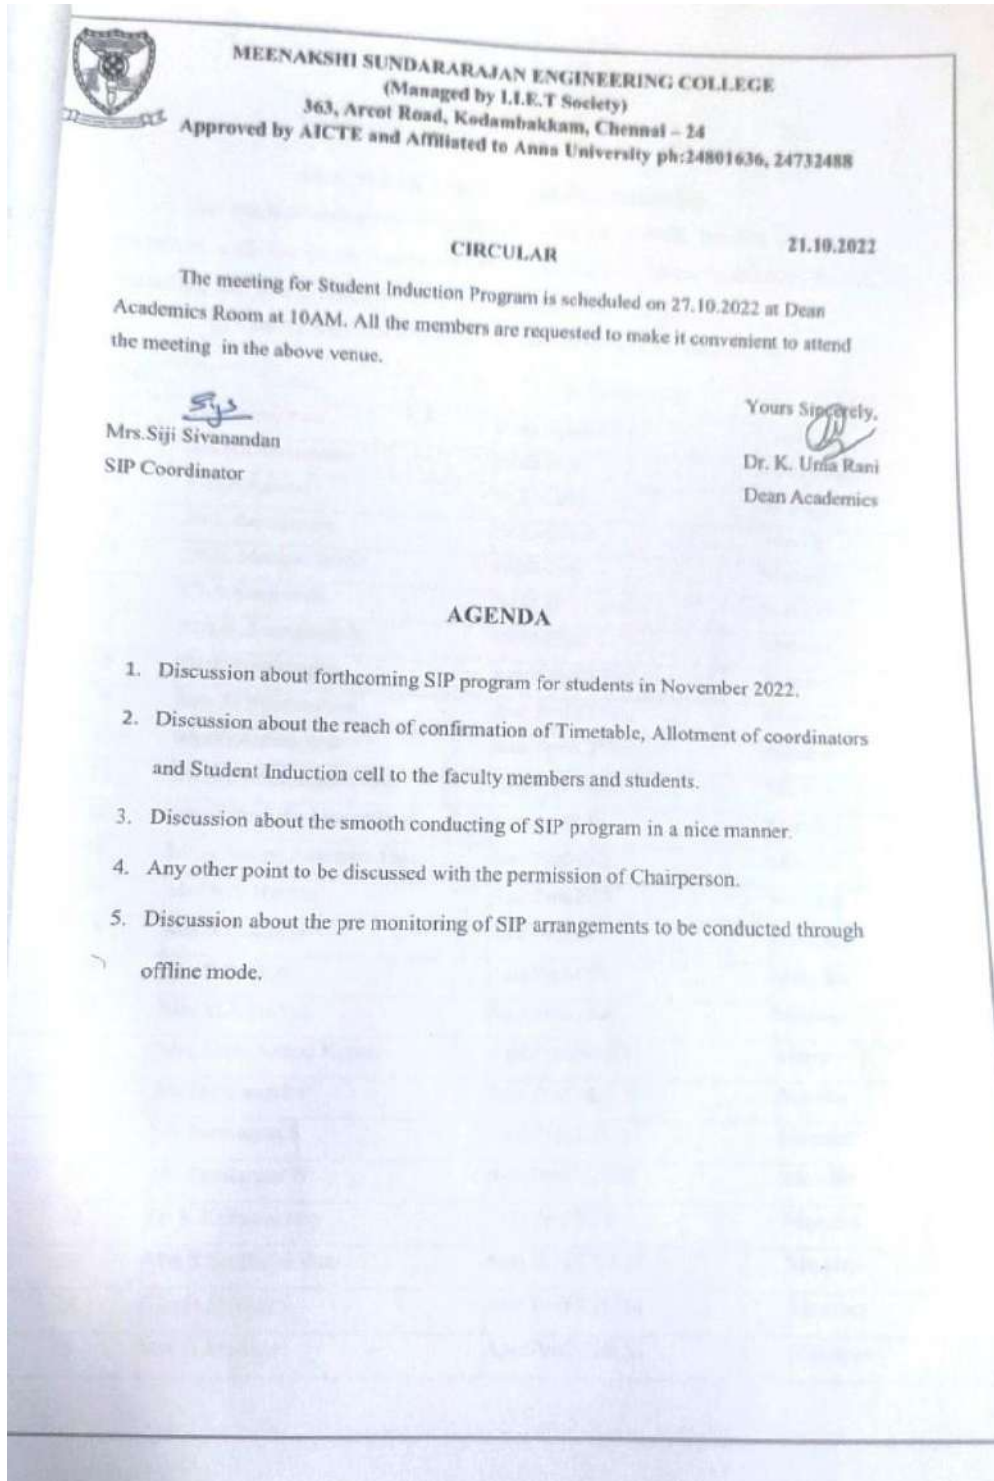 MEENAKSHI SUNDARARAJAN ENGINEERING COLLEGE
(Managed by I.I.E.T Society)
363, Arcot Road, Kodambakkam, Chennai – 24
Approved by AICTE and Affiliated to Anna University ph:24801636, 24732488
21.10.2022
CIRCULAR
The meeting for Student Induction Program is scheduled on 27.10.2022 at Dean
Academics Room at 10AM. All the members are requested to make it convenient to attend
the meeting in the above venue.
Yours Sincerely,
Mrs.Siji Sivanandan
Dr. K. Uma Rani
SIP Coordinator
Dean Academics
AGENDA
1. Discussion about forthcoming SIP program for students in November 2022.
2. Discussion about the reach of confirmation of Timetable, Allotment of coordinators
and Student Induction cell to the faculty members and students.
3. Discussion about the smooth conducting of SIP program in a nice manner.
4. Any other point to be discussed with the permission of Chairperson.
5. Discussion about the pre monitoring of SIP arrangements to be conducted through
offline mode.